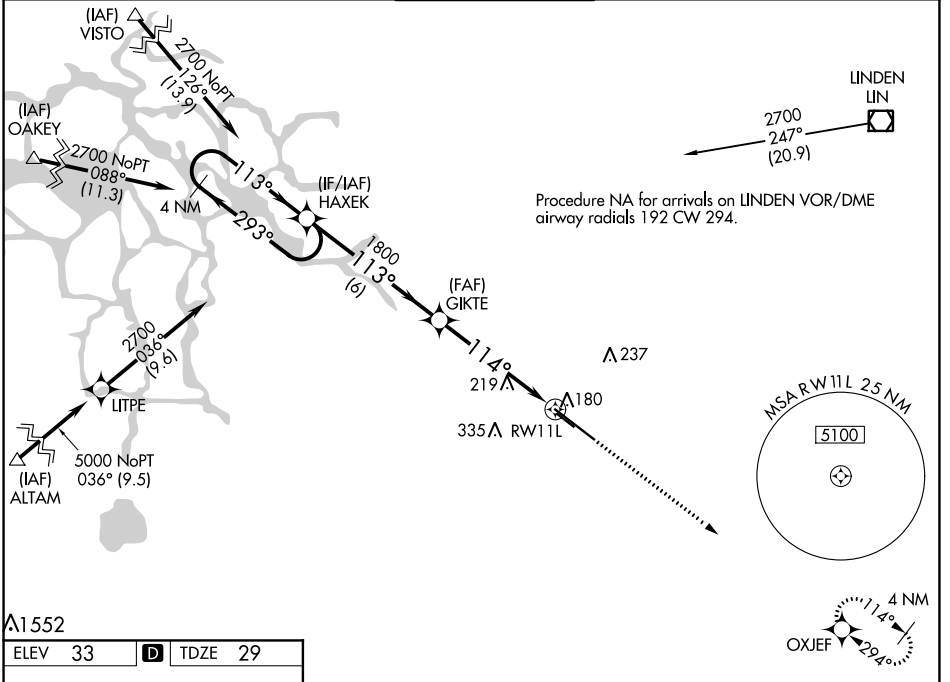 (IAF)
VISTO
2700 NoPT
126°
(13.9)
(IAF)
OAKEY
2700 NoPT
088°
(11.3)
4 NM
113°
293°
(IF/IAF)
HAXEK
1800
113°
(6)
(FAF)
GIKTE
114°
LINDEN
LIN
2700
247°
(20.9)
Procedure NA for arrivals on LINDEN VOR/DME
airway radials 192 CW 294.
2700
036°
(9.6)
LITPE
5000 NoPT
036° (9.5)
(IAF)
ALTAM
237
219
180
335
RW11L
MSA RW11L 25 NM
5100
1552
4 NM
114°
294°
OXJEF
ELEV 33 D TDZE 29